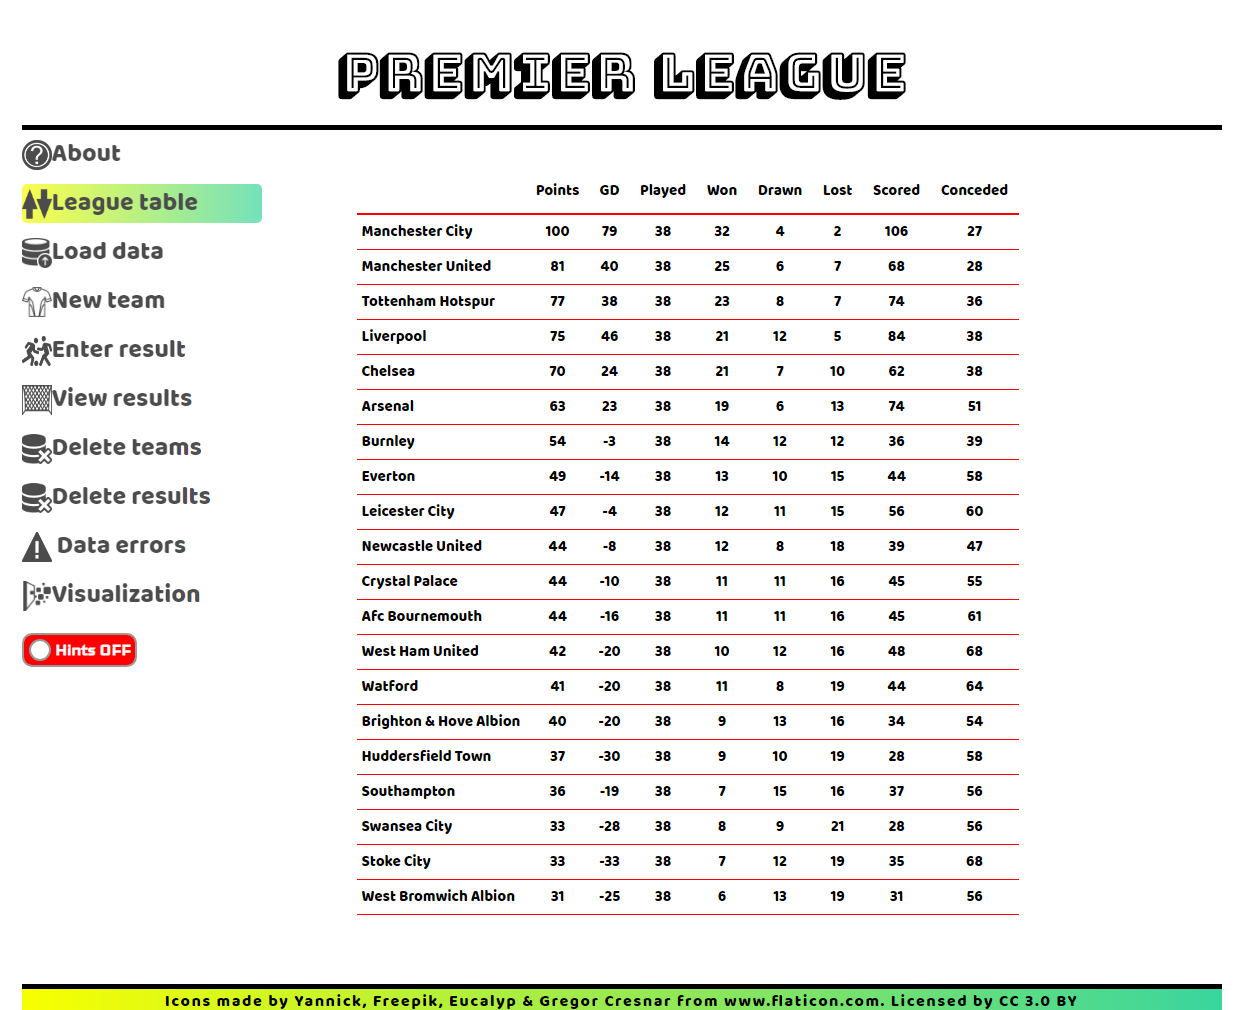 PREMIER LEAGUE
About
League table
Load data
New team
Enter result
View results
Delete teams
Delete results
Data errors
Visualization
Hints OFF
Points GD Played Won Drawn Lost Scored Conceded
Manchester City 100 79 38 32 4 2 106 27
Manchester United 81 40 38 25 6 7 68 28
Tottenham Hotspur 77 38 38 23 8 7 74 36
Liverpool 75 46 38 21 12 5 84 38
Chelsea 70 24 38 21 7 10 62 38
Arsenal 63 23 38 19 6 13 74 51
Burnley 54 -3 38 14 12 12 36 39
Everton 49 -14 38 13 10 15 44 58
Leicester City 47 -4 38 12 11 15 56 60
Newcastle United 44 -8 38 12 8 18 39 47
Crystal Palace 44 -10 38 11 11 16 45 55
Afc Bournemouth 44 -16 38 11 11 16 45 61
West Ham United 42 -20 38 10 12 16 48 68
Watford 41 -20 38 11 8 19 44 64
Brighton & Hove Albion 40 -20 38 9 13 16 34 54
Huddersfield Town 37 -30 38 9 10 19 28 58
Southampton 36 -19 38 7 15 16 37 56
Swansea City 33 -28 38 8 9 21 28 56
Stoke City 33 -33 38 7 12 19 35 68
West Bromwich Albion 31 -25 38 6 13 19 31 56
Icons made by Yannick, Freepik, Eucalyp & Gregor Cresnar from www.flaticon.com. Licensed by CC 3.0 BY